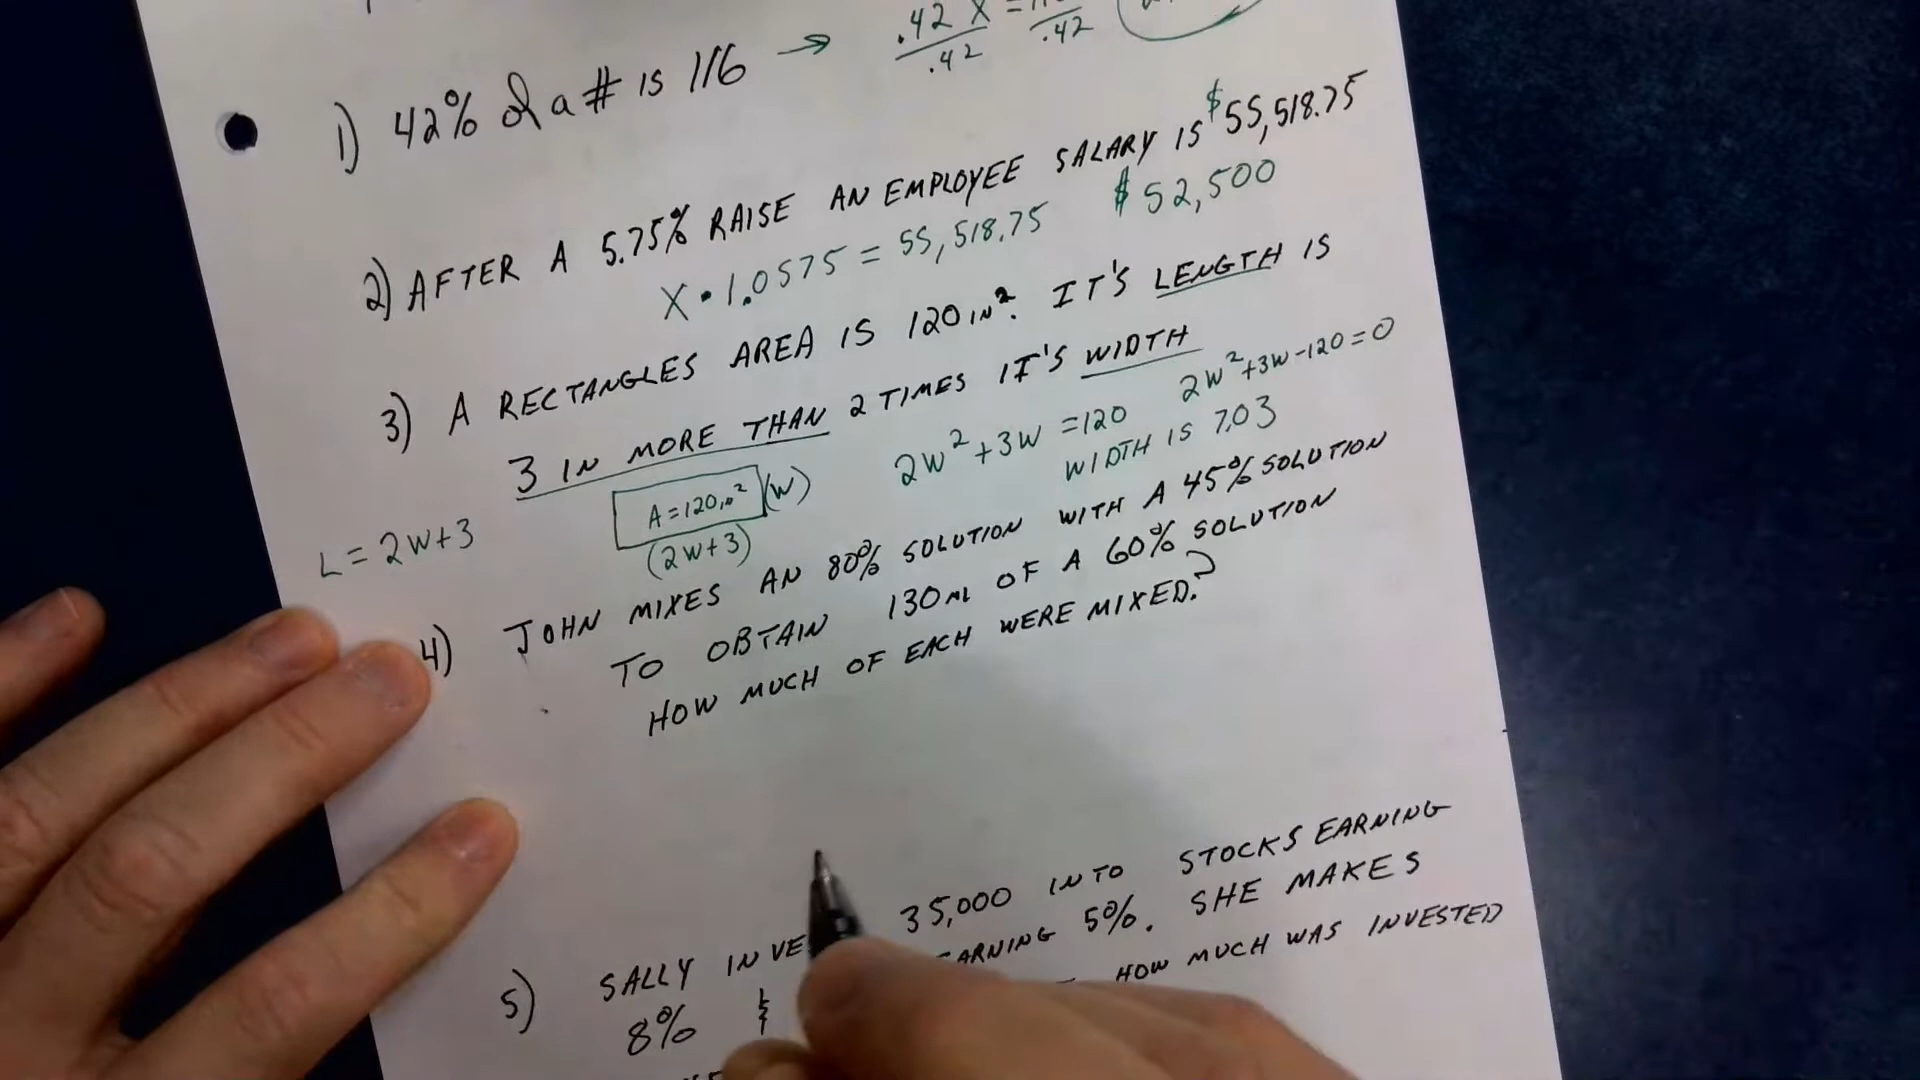 .42 X =
.42 .42
1) 42% of a # is 116 →
2) AFTER A 5.75% RAISE AN EMPLOYEE SALARY IS $55,518.75
X • 1.0575 = 55,518.75 $52,500
3) A RECTANGLES AREA IS 120 IN². IT'S LENGTH IS
3 IN MORE THAN 2 TIMES IT'S WIDTH
2W²+3W=120 2W²+3W-120=0
WIDTH IS 7.03
A=120in² (W)
L=2W+3 (2W+3)
4) JOHN MIXES AN 80% SOLUTION WITH A 45% SOLUTION
TO OBTAIN 130ML OF A 60% SOLUTION
HOW MUCH OF EACH WERE MIXED?
5) SALLY 35,000 INTO STOCKS EARNING
8% & 5%. SHE MAKES
HOW MUCH WAS INVESTED